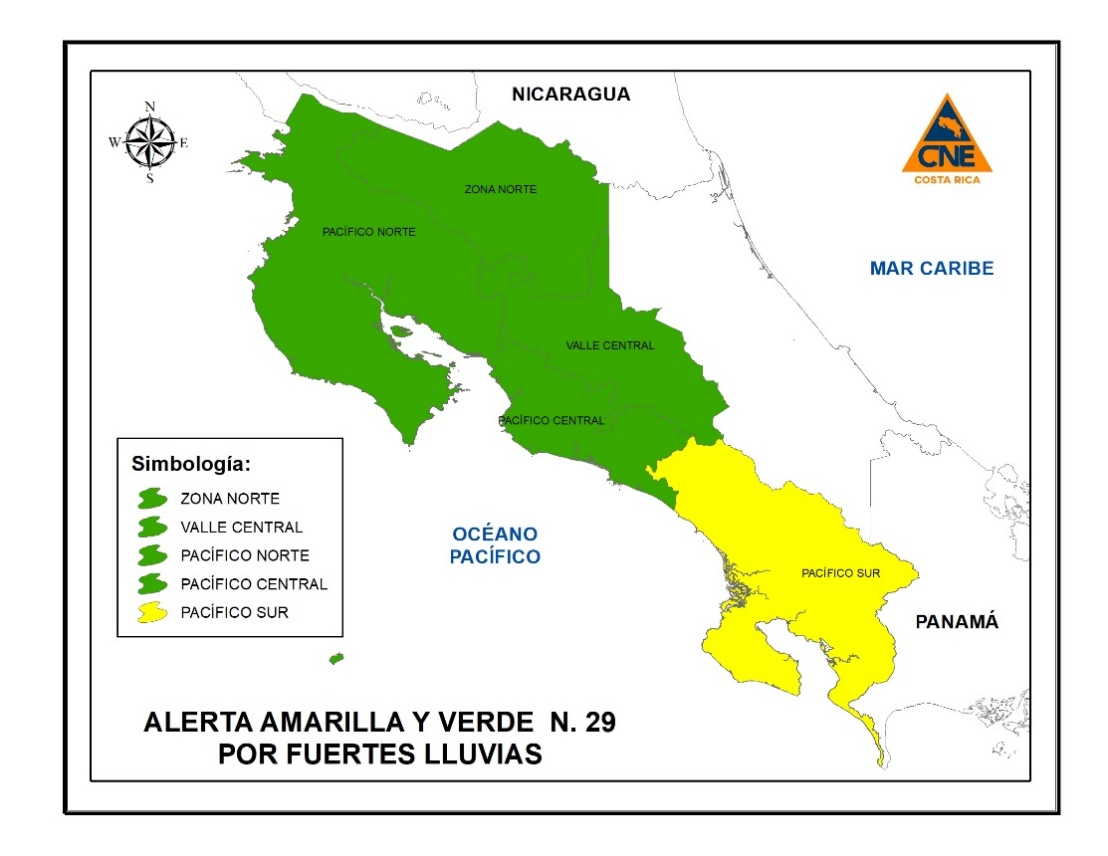 NICARAGUA
N
W
E
S
CNE
COSTA RICA
ZONA NORTE
PACÍFICO NORTE
MAR CARIBE
VALLE CENTRAL
PACÍFICO CENTRAL
Simbología:
ZONA NORTE
VALLE CENTRAL
PACÍFICO NORTE
PACÍFICO CENTRAL
PACÍFICO SUR
OCÉANO
PACÍFICO
PACÍFICO SUR
PANAMÁ
ALERTA AMARILLA Y VERDE N. 29
POR FUERTES LLUVIAS